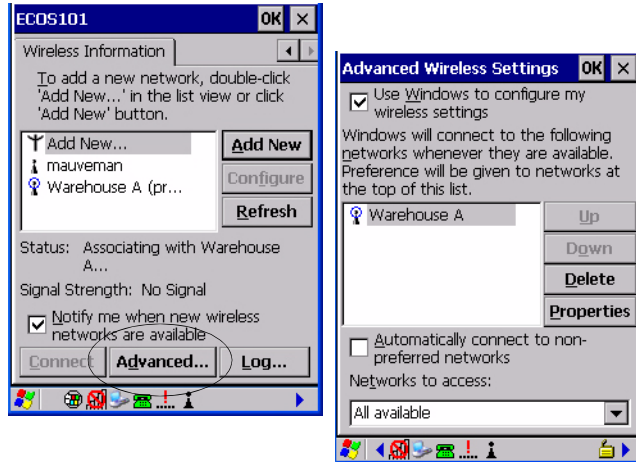 ECOS101 OK ×
Wireless Information
To add a new network, double-click
'Add New...' in the list view or click
'Add New' button.
Add New...
mauveman
Warehouse A (pr...
Add New
Configure
Refresh
Status: Associating with Warehouse
A...
Signal Strength: No Signal
Notify me when new wireless
networks are available
Connect
Advanced...
Log...
Advanced Wireless Settings OK ×
Use Windows to configure my
wireless settings
Windows will connect to the following
networks whenever they are available.
Preference will be given to networks at
the top of this list.
Warehouse A
Up
Down
Delete
Properties
Automatically connect to non-
preferred networks
Networks to access:
All available